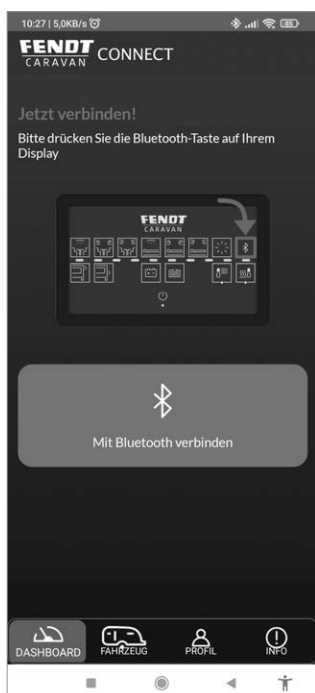 10:27 | 5,0KB/s
FENDT
CARAVAN
CONNECT
Jetzt verbinden!
Bitte drücken Sie die Bluetooth-Taste auf Ihrem
Display
FENDT
CARAVAN
Mit Bluetooth verbinden
DASHBOARD
FAHRZEUG
PROFIL
INFO